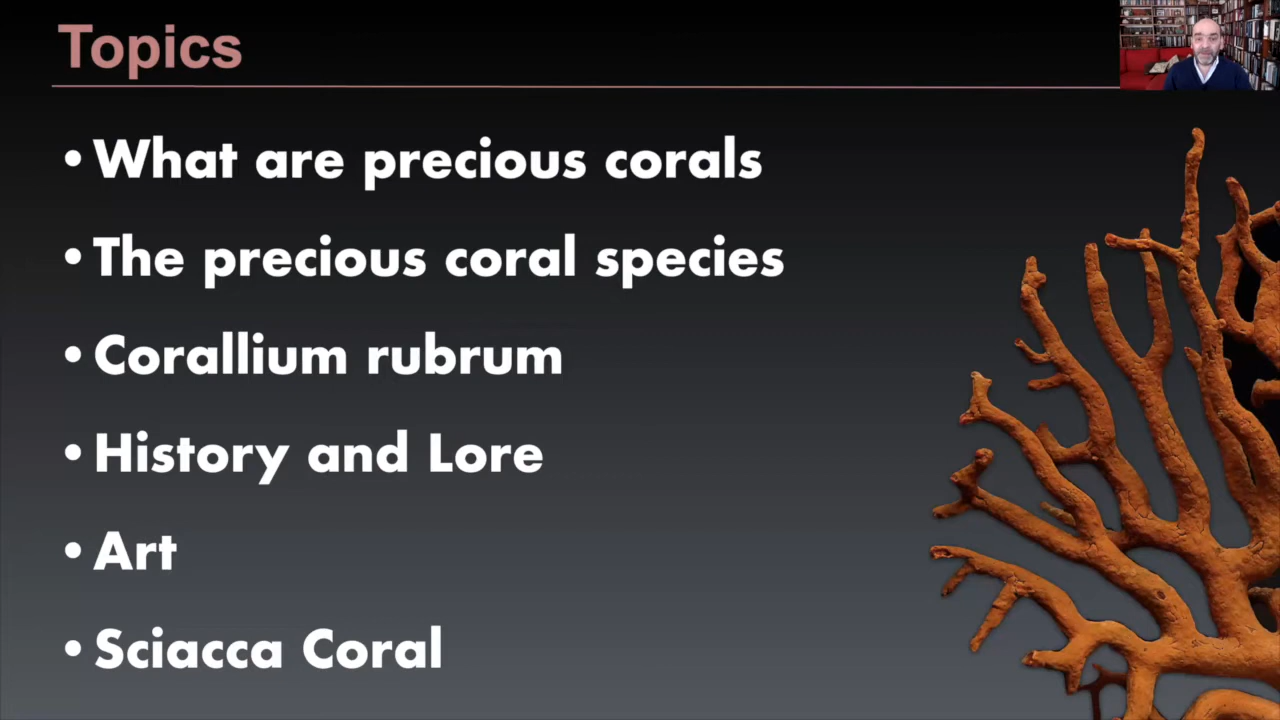 Topics
• What are precious corals
• The precious coral species
• Corallium rubrum
• History and Lore
• Art
• Sciacca Coral